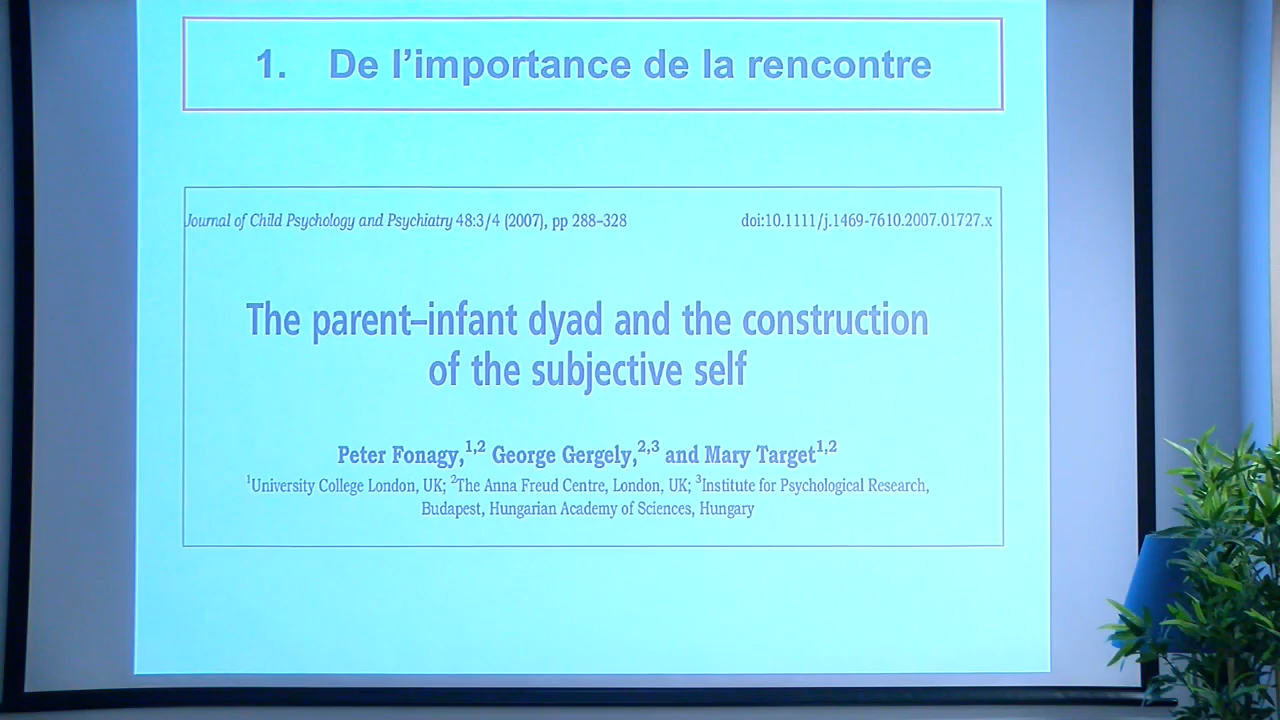 1. De l’importance de la rencontre
Journal of Child Psychology and Psychiatry 48:3/4 (2007), pp 288–328
doi:10.1111/j.1469-7610.2007.01727.x
The parent–infant dyad and the construction
of the subjective self
Peter Fonagy,1,2 George Gergely,2,3 and Mary Target1,2
1University College London, UK; 2The Anna Freud Centre, London, UK; 3Institute for Psychological Research,
Budapest, Hungarian Academy of Sciences, Hungary